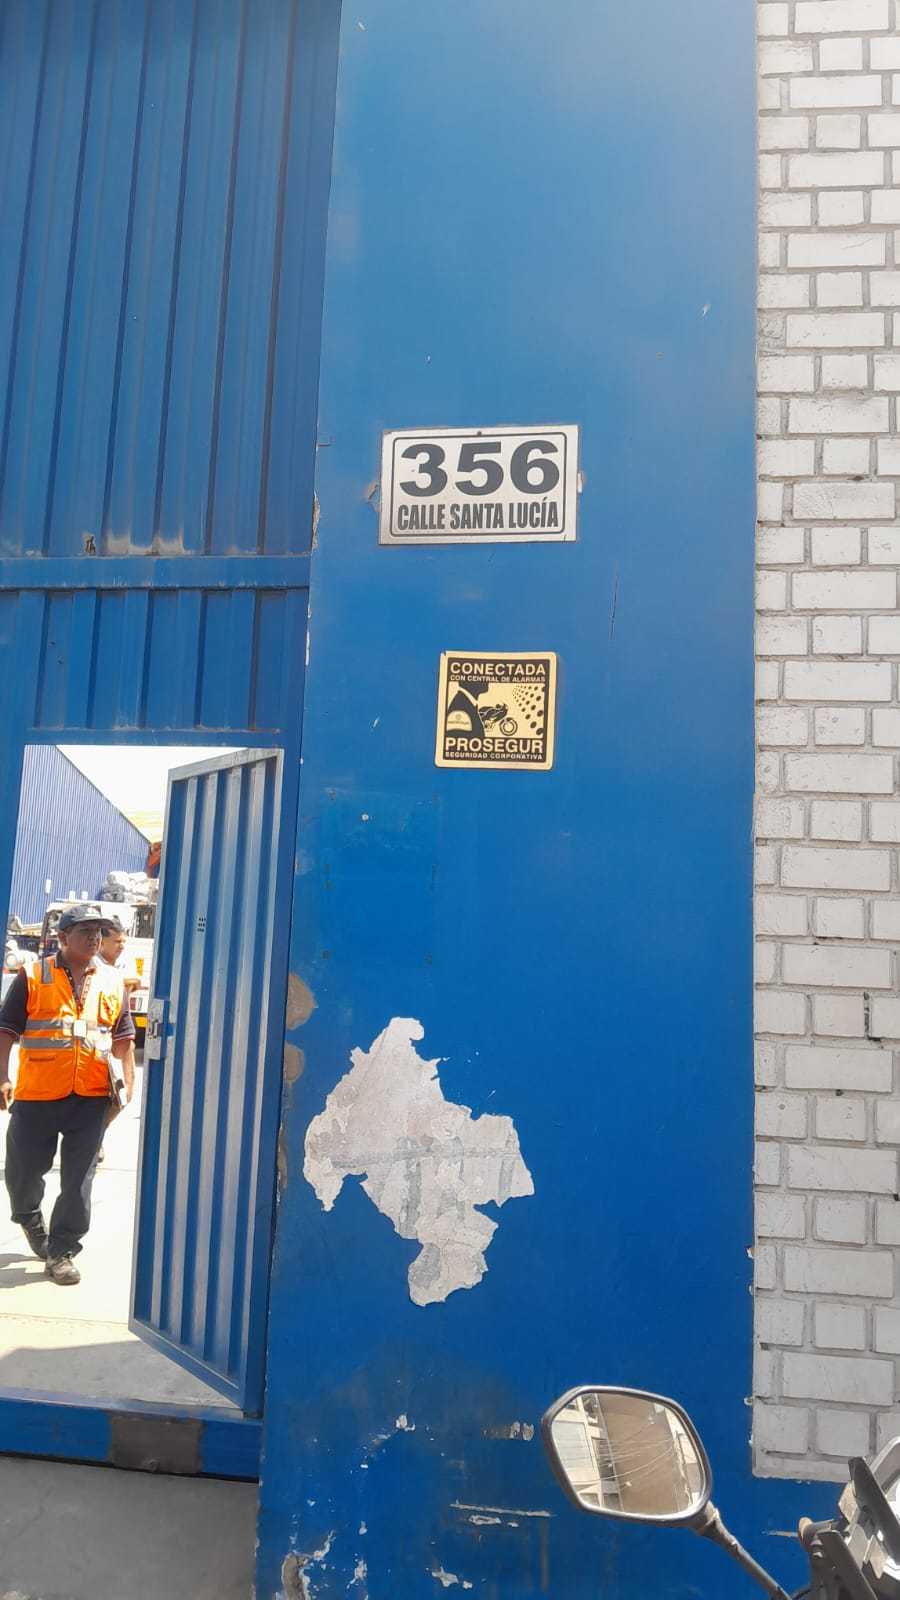 356
CALLE SANTA LUCÍA
CONECTADA
CON CENTRAL DE ALARMAS
PROSEGUR
SEGURIDAD CORPORATIVA